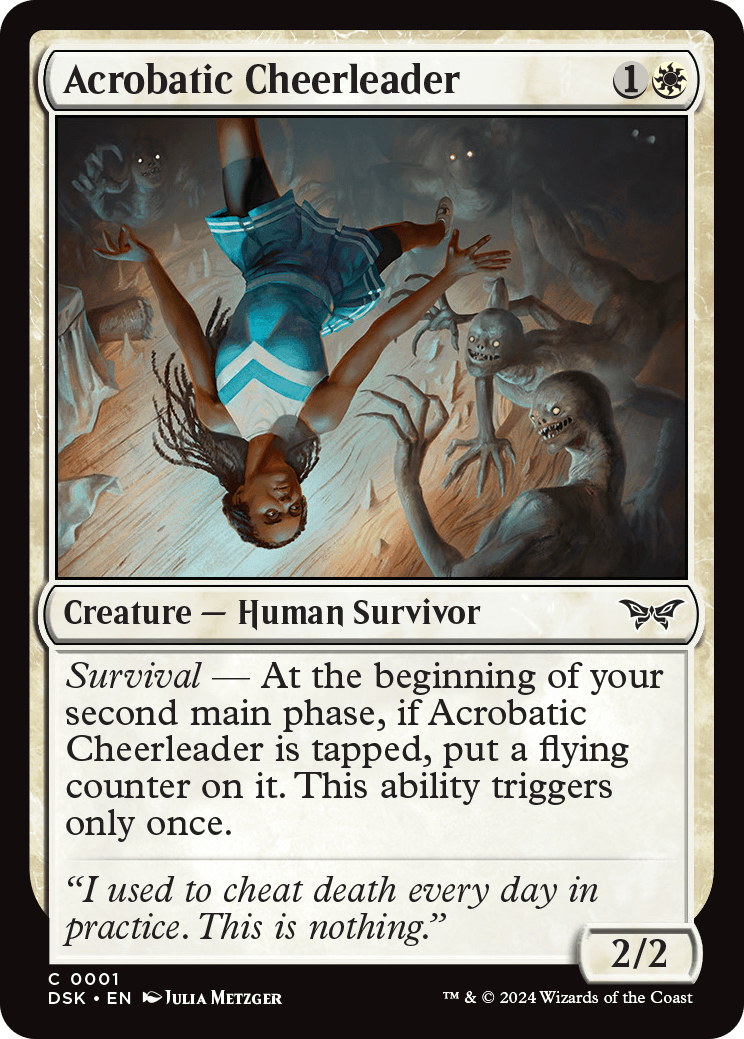 Acrobatic Cheerleader 1
Creature — Human Survivor
Survival — At the beginning of your
second main phase, if Acrobatic
Cheerleader is tapped, put a flying
counter on it. This ability triggers
only once.
“I used to cheat death every day in
practice. This is nothing.”
2/2
C 0001
DSK • EN Julia Metzger
™ & © 2024 Wizards of the Coast